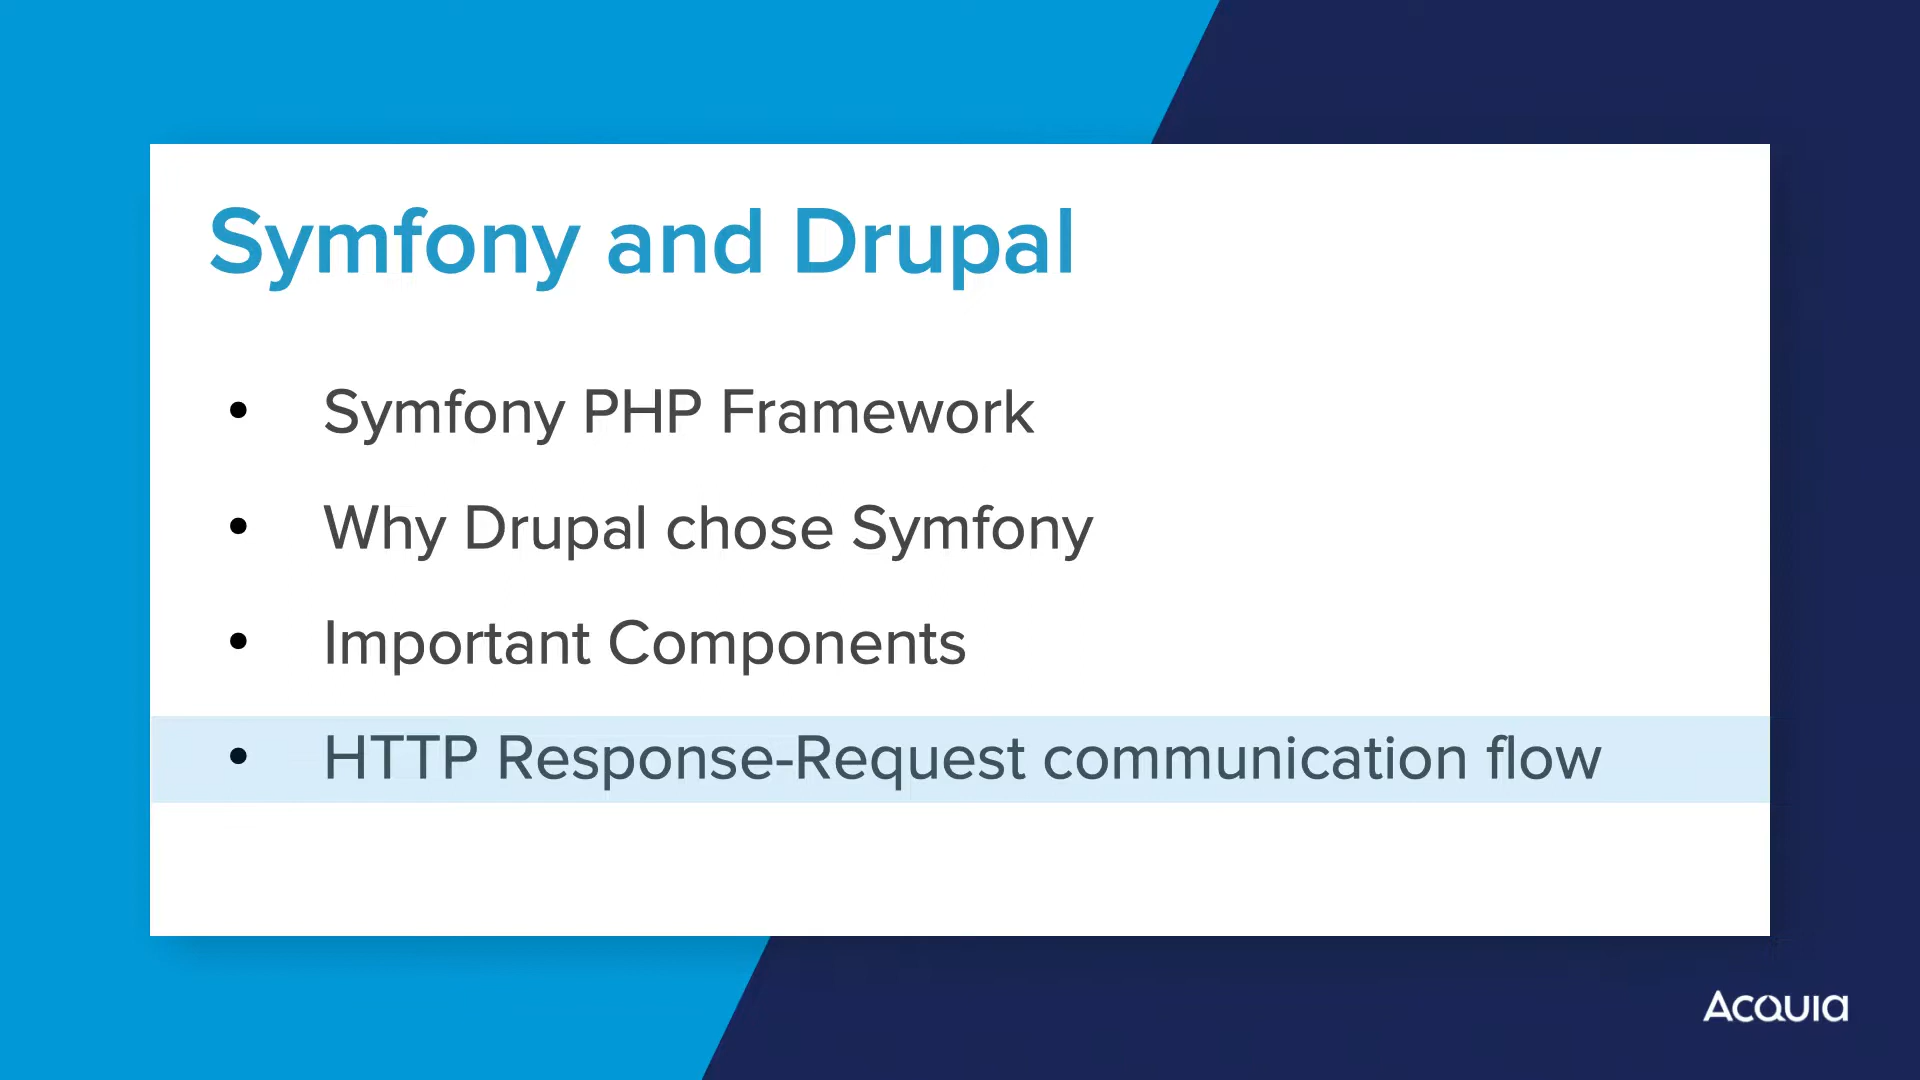 Symfony and Drupal
• Symfony PHP Framework
• Why Drupal chose Symfony
• Important Components
• HTTP Response-Request communication flow
Acquia